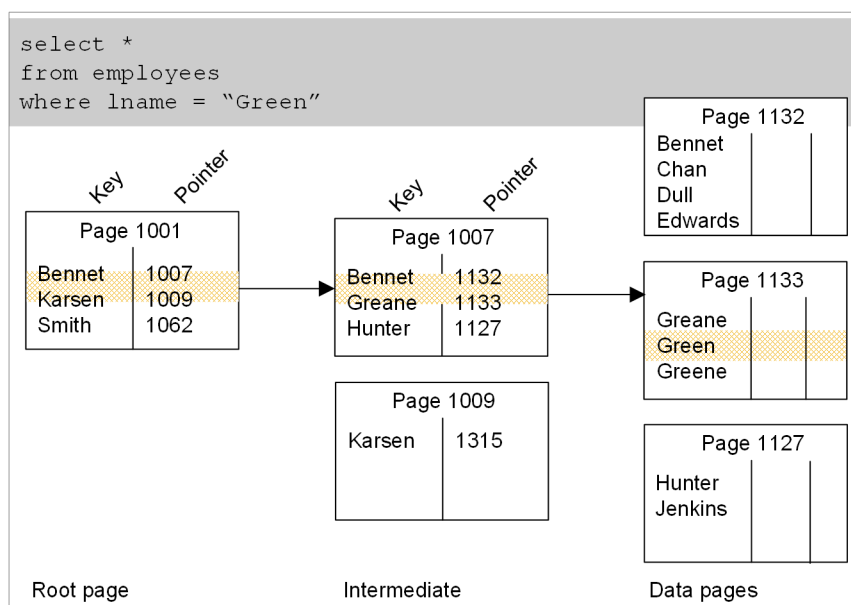 select *
from employees
where lname = “Green”
Key Pointer
Page 1001
Bennet 1007
Karsen 1009
Smith 1062
Root page
Key Pointer
Page 1007
Bennet 1132
Greane 1133
Hunter 1127
Page 1009
Karsen 1315
Intermediate
Page 1132
Bennet
Chan
Dull
Edwards
Page 1133
Greane
Green
Greene
Page 1127
Hunter
Jenkins
Data pages